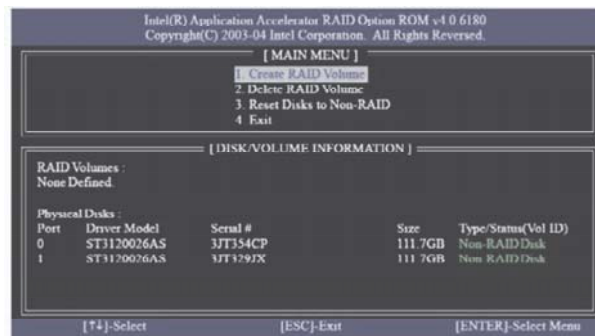 Intel(R) Application Accelerator RAID Option ROM v4 0 6180
Copyright(C) 2003-04 Intel Corporation. All Rights Reversed.
[ MAIN MENU ]
1. Create RAID Volume
2. Delete RAID Volume
3. Reset Disks to Non-RAID
4 Exit
[ DISK/VOLUME INFORMATION ]
RAID Volumes :
None Defined.
Physical Disks :
Port Driver Model Serial # Size Type/Status(Vol ID)
0 ST3120026AS 3JT354CP 111.7GB Non-RAID Disk
1 ST3120026AS 3JT329JX 111 7GB Non RAID Disk
[↑↓]-Select [ESC]-Exit [ENTER]-Select Menu